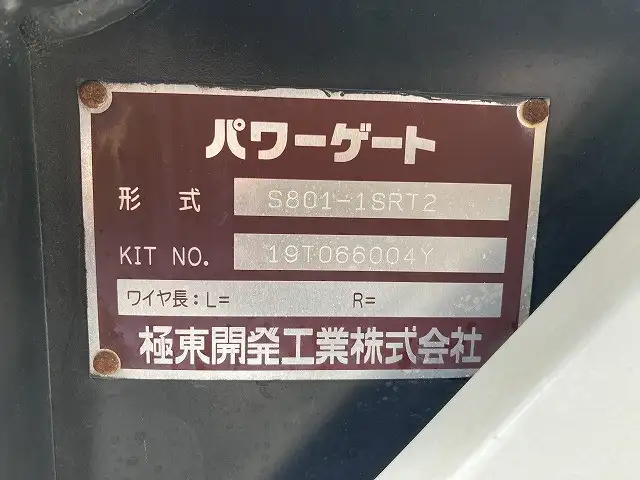 パワーゲート
形 式 S801-1SRT2
KIT NO. 19T066004Y
ワイヤ長:L= R=
極東開発工業株式会社